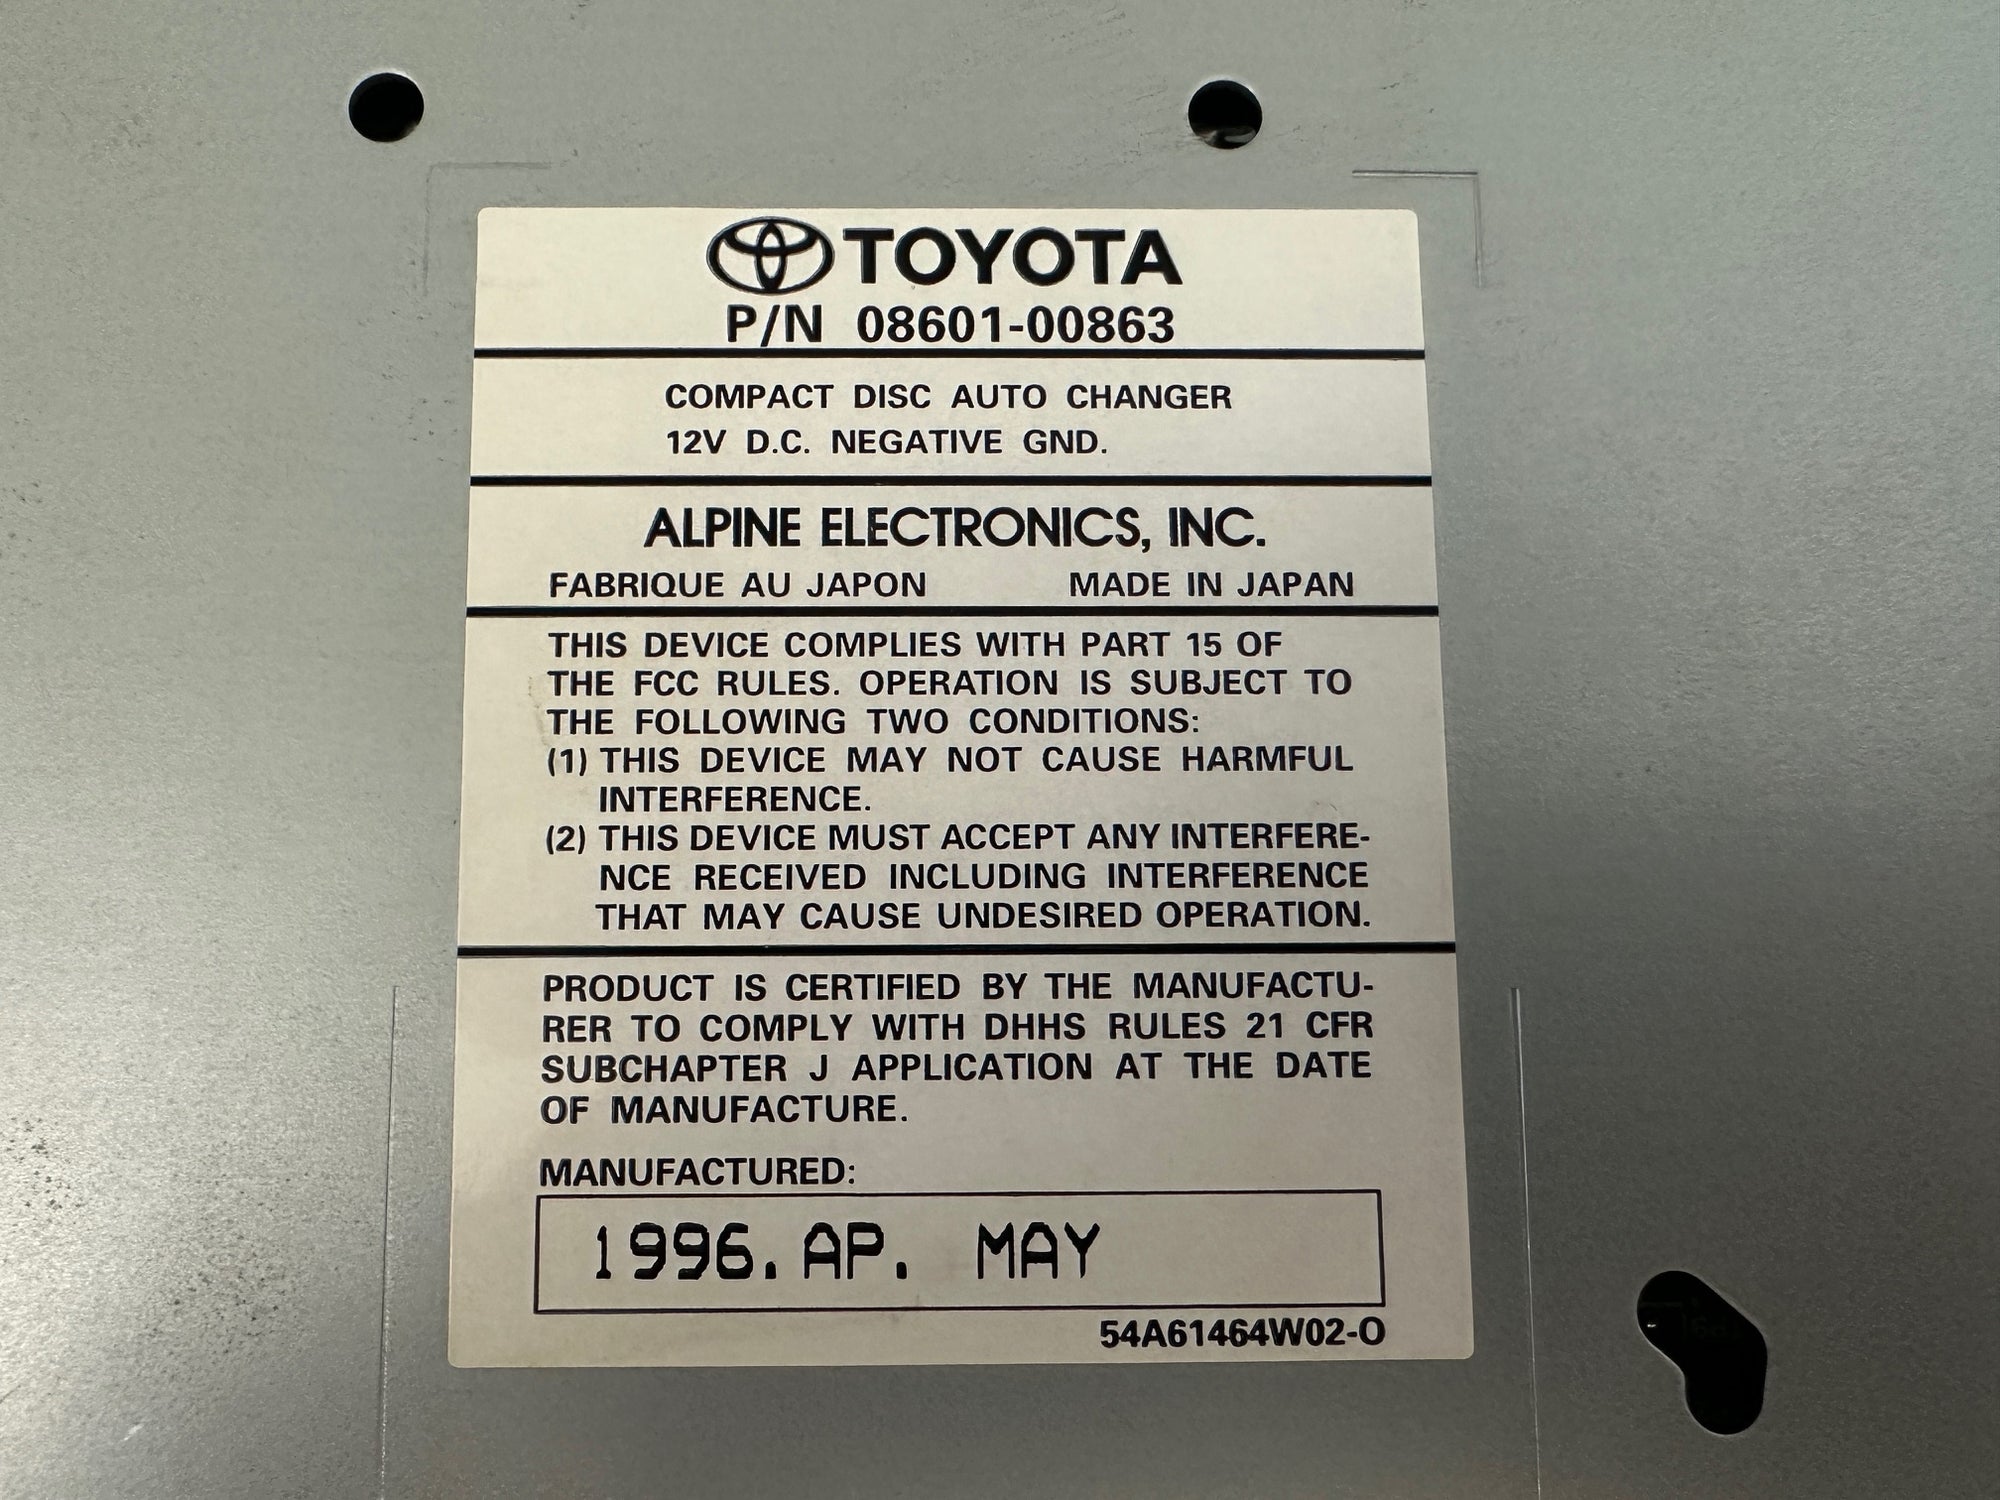 TOYOTA
P/N 08601-00863
COMPACT DISC AUTO CHANGER
12V D.C. NEGATIVE GND.
ALPINE ELECTRONICS, INC.
FABRIQUE AU JAPON MADE IN JAPAN
THIS DEVICE COMPLIES WITH PART 15 OF
THE FCC RULES. OPERATION IS SUBJECT TO
THE FOLLOWING TWO CONDITIONS:
(1) THIS DEVICE MAY NOT CAUSE HARMFUL
INTERFERENCE.
(2) THIS DEVICE MUST ACCEPT ANY INTERFERE-
NCE RECEIVED INCLUDING INTERFERENCE
THAT MAY CAUSE UNDESIRED OPERATION.
PRODUCT IS CERTIFIED BY THE MANUFACTU-
RER TO COMPLY WITH DHHS RULES 21 CFR
SUBCHAPTER J APPLICATION AT THE DATE
OF MANUFACTURE.
MANUFACTURED:
1996. AP. MAY
54A61464W02-O